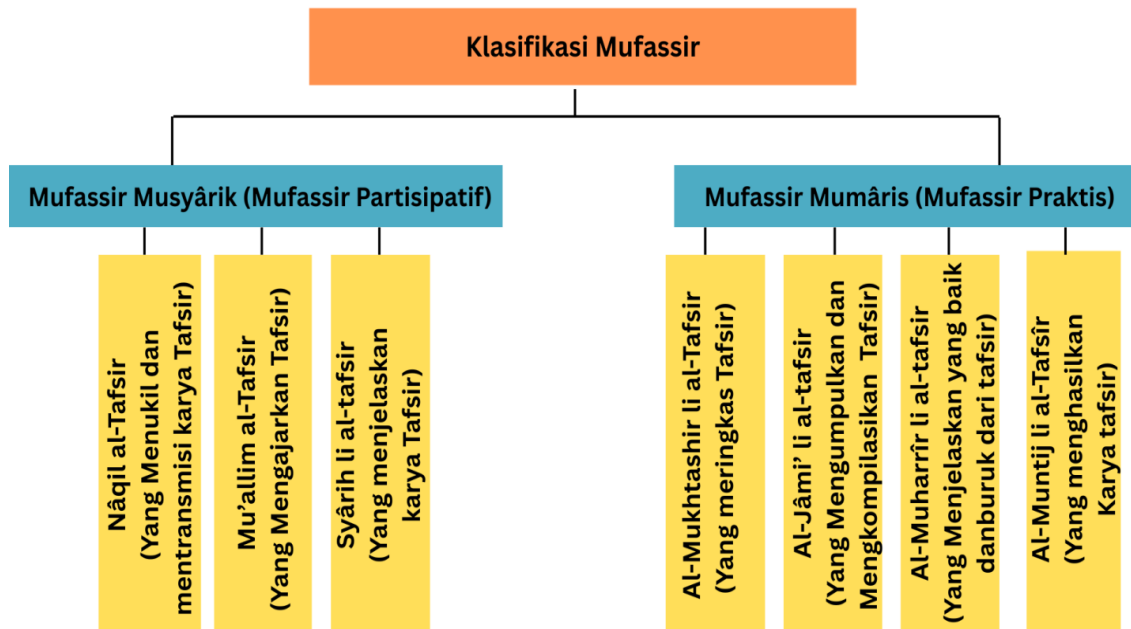 Klasifikasi Mufassir
Mufassir Musyârik (Mufassir Partisipatif)
Mufassir Mumâris (Mufassir Praktis)
Nâqil al-Tafsir
(Yang Menukil dan
mentransmisi karya Tafsir)
Mu'allim al-Tafsir
(Yang Mengajarkan Tafsir)
Syârih li al-tafsir
(Yang menjelaskan
karya Tafsir)
Al-Mukhtashir li al-Tafsir
(Yang meringkas Tafsir)
Al-Jâmi' li al-tafsir
(Yang Mengumpulkan dan
Mengkompilasikan Tafsir)
Al-Muharrîr li al-tafsir
(Yang Menjelaskan yang baik
danburuk dari tafsir)
Al-Muntij li al-Tafsîr
(Yang menghasilkan
Karya tafsir)